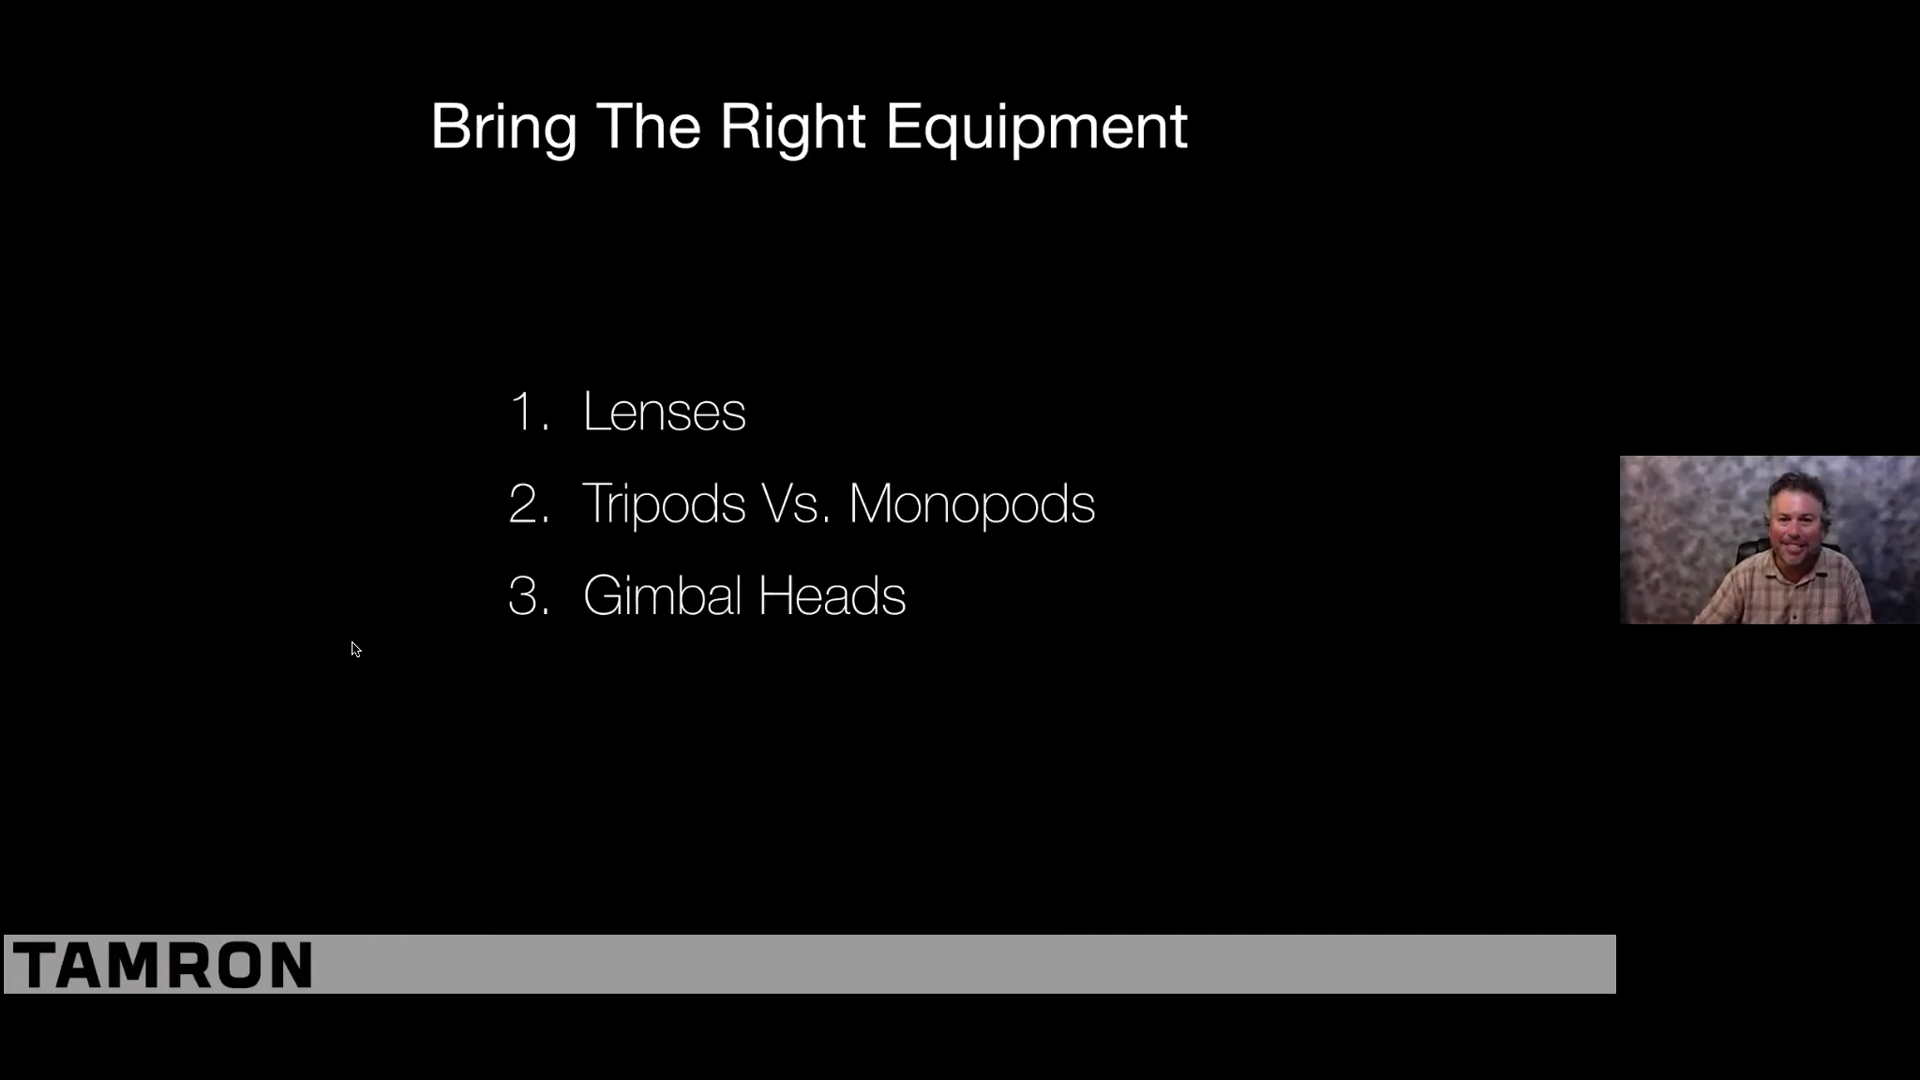 Bring The Right Equipment
1. Lenses
2. Tripods Vs. Monopods
3. Gimbal Heads
TAMRON